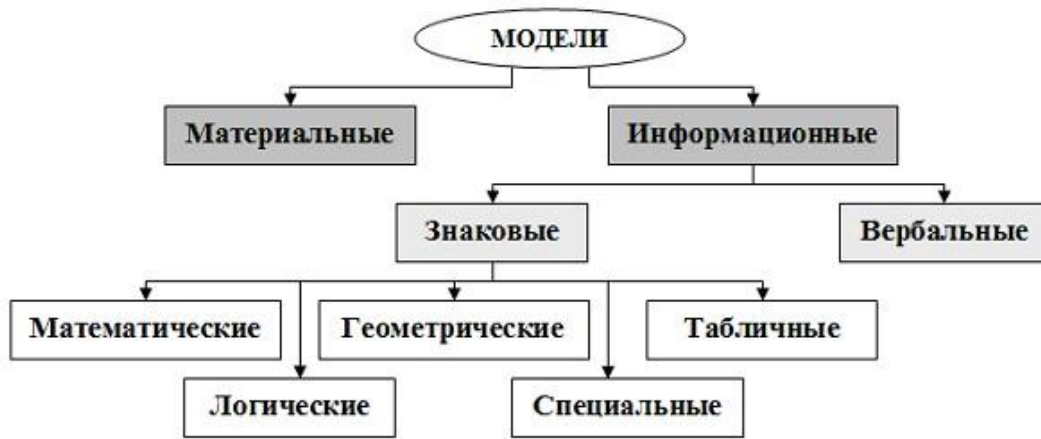 МОДЕЛИ
Материальные
Информационные
Знаковые
Вербальные
Математические
Геометрические
Табличные
Логические
Специальные